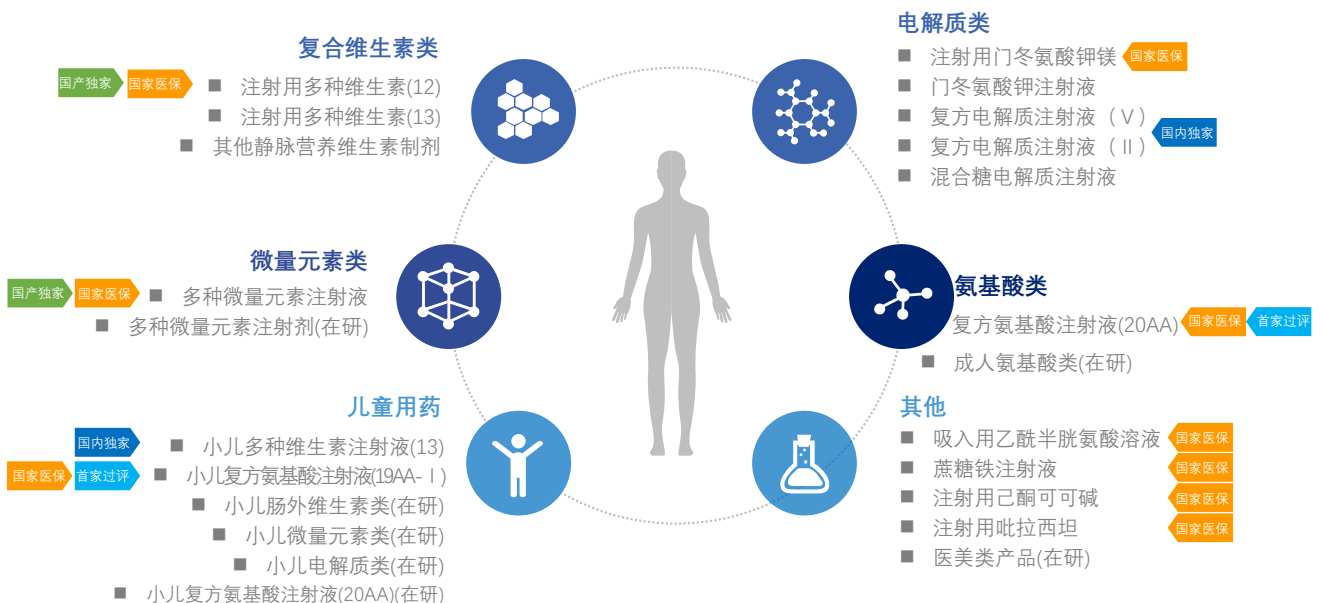 复合维生素类
国产独家 国家医保 ■ 注射用多种维生素(12)
■ 注射用多种维生素(13)
■ 其他静脉营养维生素制剂
电解质类
■ 注射用门冬氨酸钾镁 国家医保
■ 门冬氨酸钾注射液
■ 复方电解质注射液（Ⅴ）
国内独家
■ 复方电解质注射液（Ⅱ）
■ 混合糖电解质注射液
微量元素类
国产独家 国家医保 ■ 多种微量元素注射液
■ 多种微量元素注射剂(在研)
氨基酸类
复方氨基酸注射液(20AA) 国家医保 首家过评
■ 成人氨基酸类(在研)
儿童用药
国内独家 ■ 小儿多种维生素注射液(13)
国家医保 首家过评 ■ 小儿复方氨基酸注射液(19AA-Ⅰ)
■ 小儿肠外维生素类(在研)
■ 小儿微量元素类(在研)
■ 小儿电解质类(在研)
■ 小儿复方氨基酸注射液(20AA)(在研)
其他
■ 吸入用乙酰半胱氨酸溶液 国家医保
■ 蔗糖铁注射液 国家医保
■ 注射用己酮可可碱 国家医保
■ 注射用吡拉西坦 国家医保
■ 医美类产品(在研)